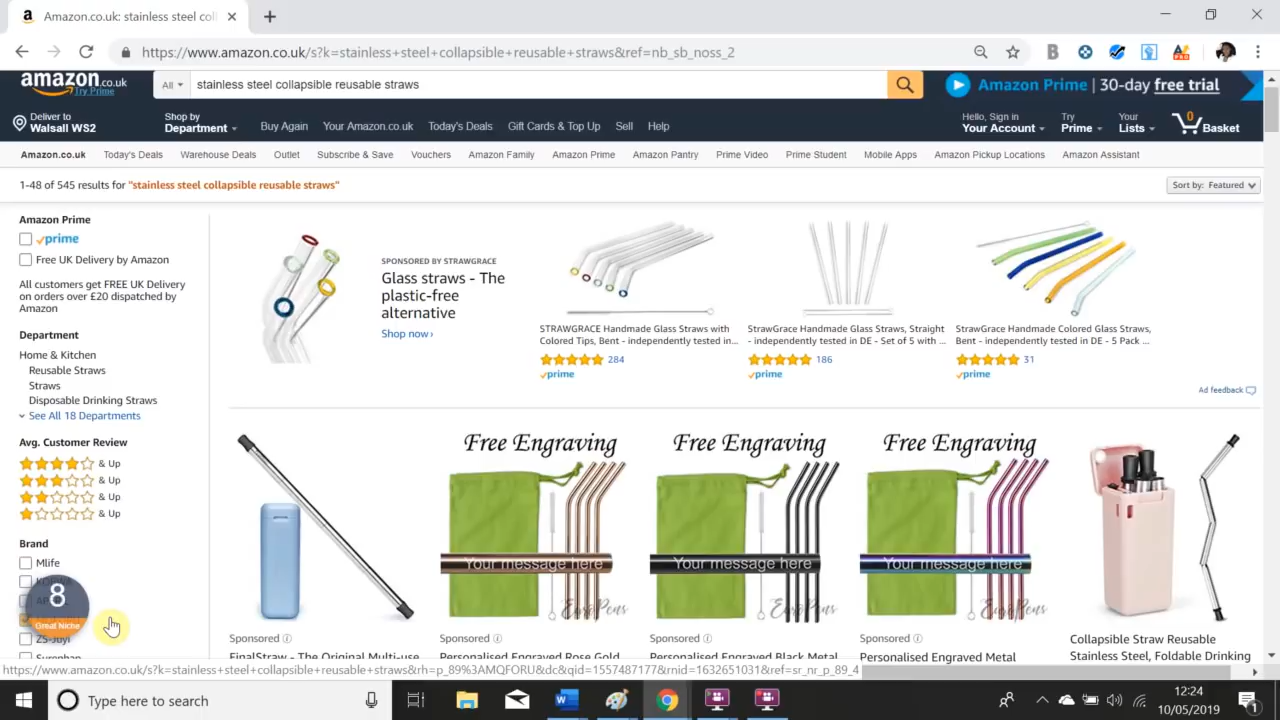 Amazon.co.uk: stainless steel col
https://www.amazon.co.uk/s?k=stainless+steel+collapsible+reusable+straws&ref=nb_sb_noss_2
amazon.co.uk
Try Prime
All
stainless steel collapsible reusable straws
Amazon Prime | 30-day free trial
Deliver to
Walsall WS2
Shop by
Department
Buy Again
Your Amazon.co.uk
Today's Deals
Gift Cards & Top Up
Sell
Help
Hello, Sign in
Your Account
Try
Prime
Your
Lists
0
Basket
Amazon.co.uk
Today's Deals
Warehouse Deals
Outlet
Subscribe & Save
Vouchers
Amazon Family
Amazon Prime
Amazon Pantry
Prime Video
Prime Student
Mobile Apps
Amazon Pickup Locations
Amazon Assistant
1-48 of 545 results for "stainless steel collapsible reusable straws"
Sort by: Featured
Amazon Prime
prime
Free UK Delivery by Amazon
All customers get FREE UK Delivery
on orders over £20 dispatched by
Amazon
Department
Home & Kitchen
Reusable Straws
Straws
Disposable Drinking Straws
See All 18 Departments
Avg. Customer Review
& Up
& Up
& Up
& Up
Brand
Mlife
8
Great Niche
ZS-Juyi
SPONSORED BY STRAWGRACE
Glass straws - The
plastic-free
alternative
Shop now ›
STRAWGRACE Handmade Glass Straws with
Colored Tips, Bent - independently tested in...
284
prime
StrawGrace Handmade Glass Straws, Straight
- independently tested in DE - Set of 5 with ...
186
prime
StrawGrace Handmade Colored Glass Straws,
Bent - independently tested in DE - 5 Pack ...
31
prime
Ad feedback
Free Engraving
Your message here
EuroPens
Free Engraving
Your message here
EuroPens
Free Engraving
Your message here
EuroPens
Sponsored
FinalStraw - The Original Multi-use
Sponsored
Personalised Engraved Rose Gold
Sponsored
Personalised Engraved Black Metal
Sponsored
Personalised Engraved Metal
Collapsible Straw Reusable
Stainless Steel, Foldable Drinking
https://www.amazon.co.uk/s?k=stainless+steel+collapsible+reusable+straws&rh=p_89%3AMQFORU&dc&qid=1557487177&rnid=1632651031&ref=sr_nr_p_89_4
Type here to search
12:24
10/05/2019
1